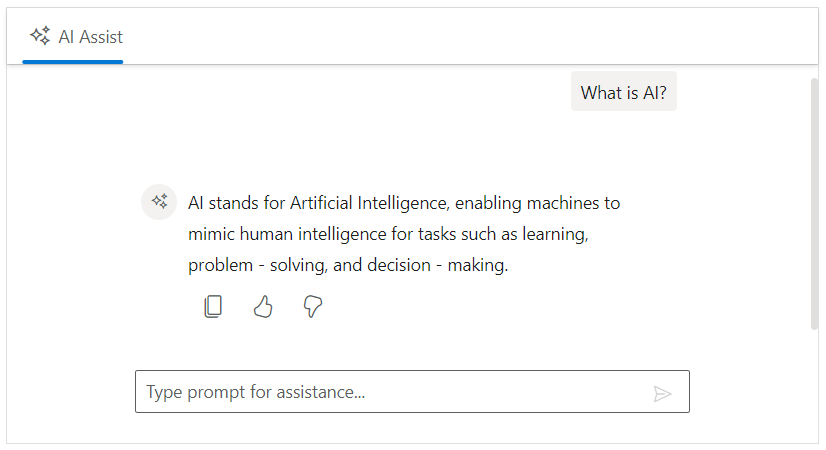 AI Assist
What is AI?
AI stands for Artificial Intelligence, enabling machines to
mimic human intelligence for tasks such as learning,
problem - solving, and decision - making.
Type prompt for assistance...